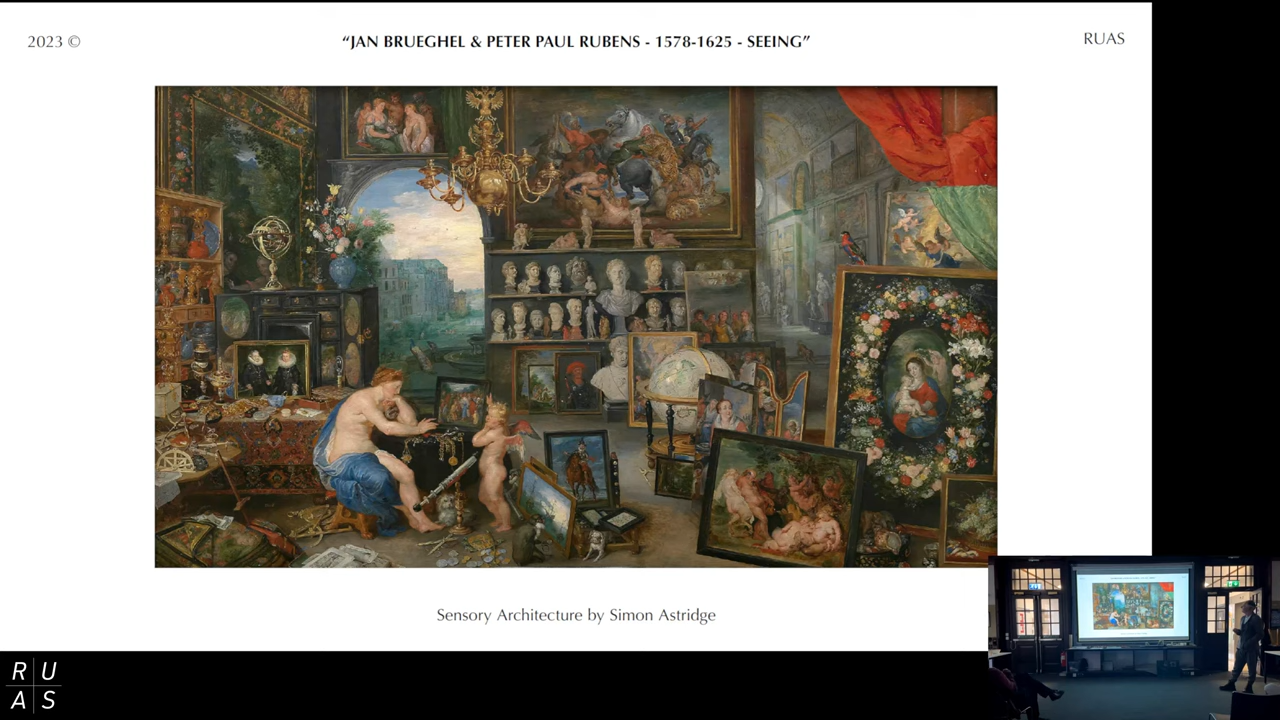 2023 ©
“JAN BRUEGHEL & PETER PAUL RUBENS - 1578-1625 - SEEING”
RUAS
Sensory Architecture by Simon Astridge
R U
A S